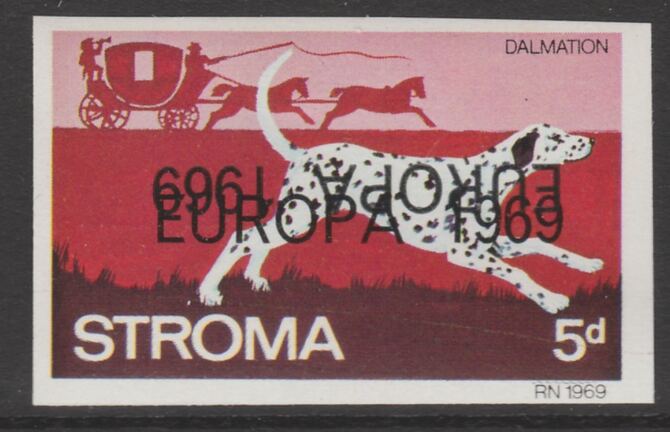 DALMATION
EUROPA 1969
EUROPA 1969
STROMA
5d
RN 1969